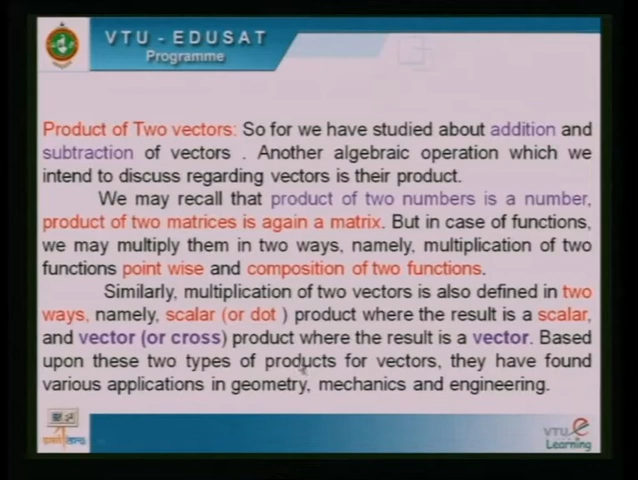 VTU - EDUSAT
Programme
Product of Two vectors: So for we have studied about addition and
subtraction of vectors . Another algebraic operation which we
intend to discuss regarding vectors is their product.
We may recall that product of two numbers is a number,
product of two matrices is again a matrix. But in case of functions,
we may multiply them in two ways, namely, multiplication of two
functions point wise and composition of two functions.
Similarly, multiplication of two vectors is also defined in two
ways, namely, scalar (or dot ) product where the result is a scalar,
and vector (or cross) product where the result is a vector. Based
upon these two types of products for vectors, they have found
various applications in geometry, mechanics and engineering.
VTU e
Learning